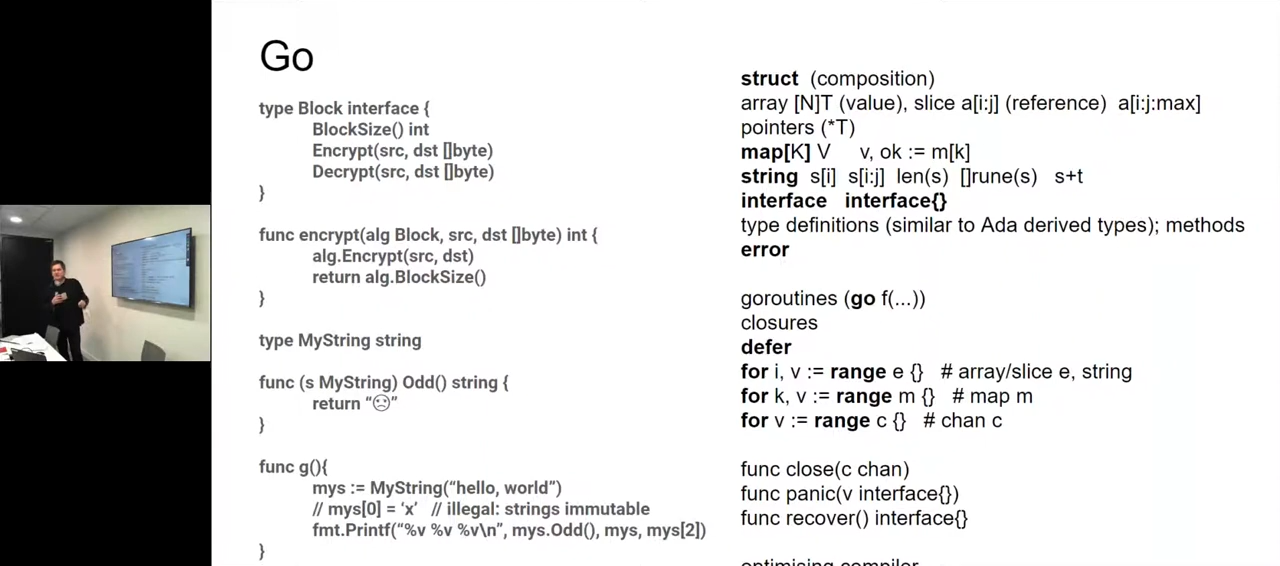 Go
type Block interface {
BlockSize() int
Encrypt(src, dst []byte)
Decrypt(src, dst []byte)
}
func encrypt(alg Block, src, dst []byte) int {
alg.Encrypt(src, dst)
return alg.BlockSize()
}
type MyString string
func (s MyString) Odd() string {
return “☹”
}
func g(){
mys := MyString(“hello, world”)
// mys[0] = ‘x’ // illegal: strings immutable
fmt.Printf(“%v %v %v\n”, mys.Odd(), mys, mys[2])
}
struct (composition)
array [N]T (value), slice a[i:j] (reference) a[i:j:max]
pointers (*T)
map[K] V v, ok := m[k]
string s[i] s[i:j] len(s) []rune(s) s+t
interface interface{}
type definitions (similar to Ada derived types); methods
error
goroutines (go f(...))
closures
defer
for i, v := range e {} # array/slice e, string
for k, v := range m {} # map m
for v := range c {} # chan c
func close(c chan)
func panic(v interface{})
func recover() interface{}
optimising compiler